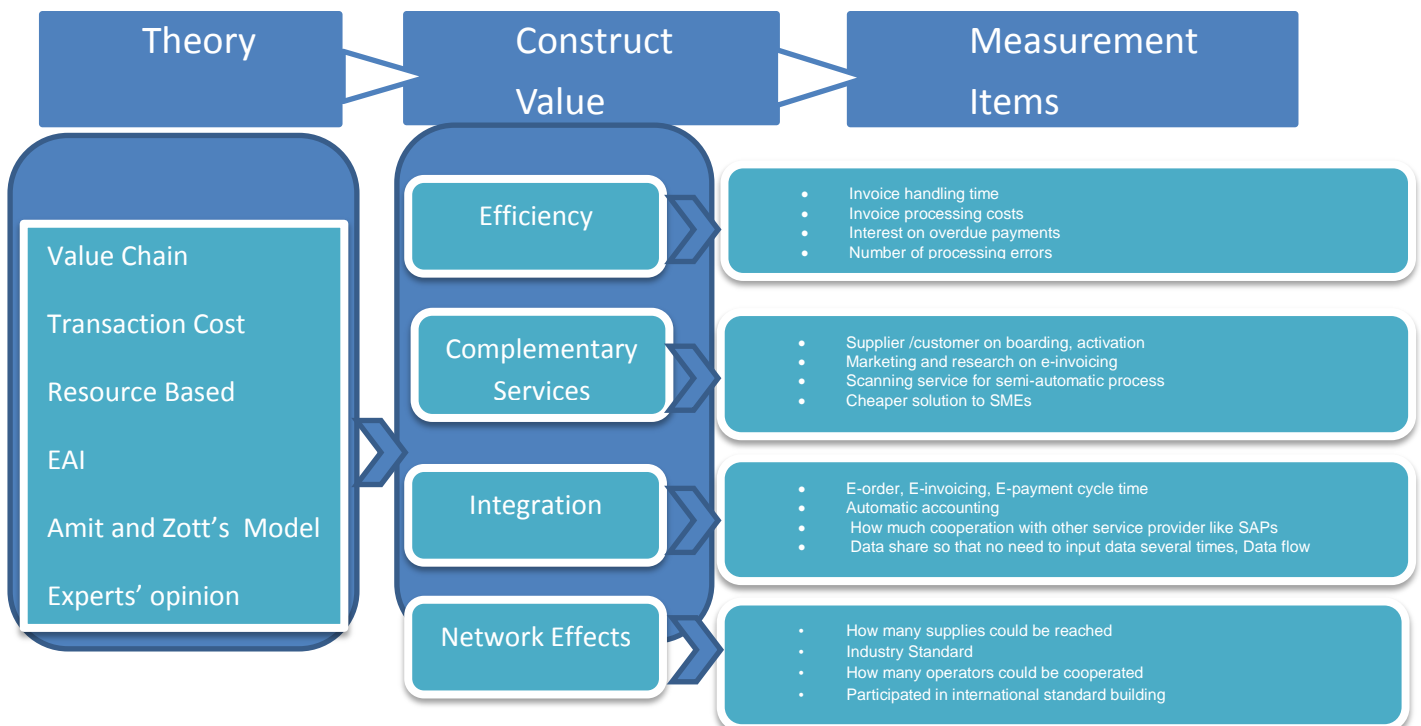 Theory
Construct
Value
Measurement
Items
Value Chain
Transaction Cost
Resource Based
EAI
Amit and Zott’s Model
Experts’ opinion
Efficiency
• Invoice handling time
• Invoice processing costs
• Interest on overdue payments
• Number of processing errors
Complementary
Services
• Supplier /customer on boarding, activation
• Marketing and research on e-invoicing
• Scanning service for semi-automatic process
• Cheaper solution to SMEs
Integration
• E-order, E-invoicing, E-payment cycle time
• Automatic accounting
• How much cooperation with other service provider like SAPs
• Data share so that no need to input data several times, Data flow
Network Effects
• How many supplies could be reached
• Industry Standard
• How many operators could be cooperated
• Participated in international standard building